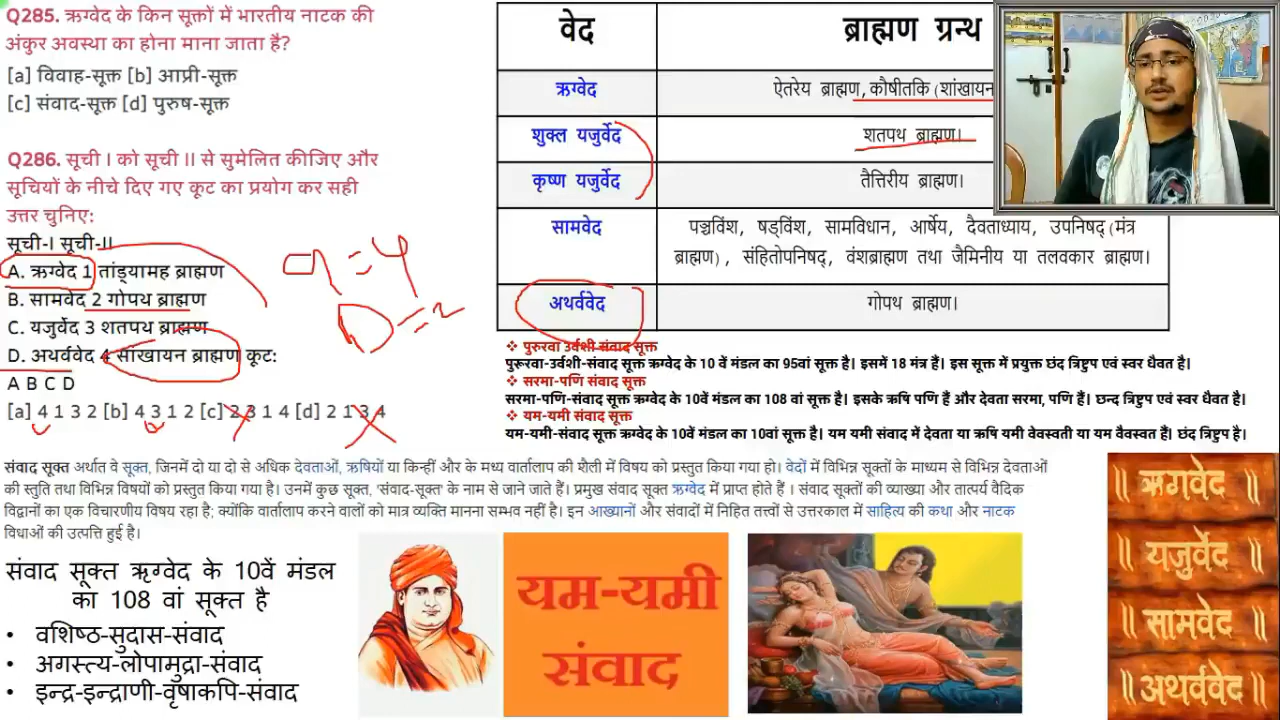 Q285. ऋग्वेद के किन सूक्तों में भारतीय नाटक की
अंकुर अवस्था का होना माना जाता है?
[a] विवाह-सूक्त [b] आप्री-सूक्त
[c] संवाद-सूक्त [d] पुरुष-सूक्त
Q286. सूची I को सूची II से सुमेलित कीजिए और
सूचियों के नीचे दिए गए कूट का प्रयोग कर सही
उत्तर चुनिए:
सूची-I सूची-II
A. ऋग्वेद 1 तांड्यामह ब्राह्मण
B. सामवेद 2 गोपथ ब्राह्मण
C. यजुर्वेद 3 शतपथ ब्राह्मण
D. अथर्ववेद 4 सांखायन ब्राह्मण कूट:
A B C D
[a] 4 1 3 2 [b] 4 3 1 2 [c] 2 3 1 4 [d] 2 1 3 4
= 4
D = 2
वेद ब्राह्मण ग्रन्थ
ऋग्वेद ऐतरेय ब्राह्मण, कौषीतकि (शांखायन
शुक्ल यजुर्वेद शतपथ ब्राह्मण।
कृष्ण यजुर्वेद तैत्तिरीय ब्राह्मण।
सामवेद पञ्चविंश, षड्विंश, सामविधान, आर्षेय, दैवताध्याय, उपनिषद् (मंत्र
ब्राह्मण) , संहितोपनिषद्, वंशब्राह्मण तथा जैमिनीय या तलवकार ब्राह्मण।
अथर्ववेद गोपथ ब्राह्मण।
❖ पुरुरवा उर्वशी संवाद सूक्त
पुरूरवा-उर्वशी-संवाद सूक्त ऋग्वेद के 10 वें मंडल का 95वां सूक्त है। इसमें 18 मंत्र हैं। इस सूक्त में प्रयुक्त छंद त्रिष्टुप एवं स्वर धैवत है।
❖ सरमा-पणि संवाद सूक्त
सरमा-पणि-संवाद सूक्त ऋग्वेद के 10वें मंडल का 108 वां सूक्त है। इसके ऋषि पणि हैं और देवता सरमा, पणि हैं। छन्द त्रिष्टुप एवं स्वर धैवत है।
❖ यम-यमी संवाद सूक्त
यम-यमी-संवाद सूक्त ऋग्वेद के 10वें मंडल का 10वां सूक्त है। यम यमी संवाद में देवता या ऋषि यमी वेवस्वती या यम वैवस्वत हैं। छंद त्रिष्टुप है।
संवाद सूक्त अर्थात वे सूक्त, जिनमें दो या दो से अधिक देवताओं, ऋषियों या किन्हीं और के मध्य वार्तालाप की शैली में विषय को प्रस्तुत किया गया हो। वेदों में विभिन्न सूक्तों के माध्यम से विभिन्न देवताओं
की स्तुति तथा विभिन्न विषयों को प्रस्तुत किया गया है। उनमें कुछ सूक्त, 'संवाद-सूक्त' के नाम से जाने जाते हैं। प्रमुख संवाद सूक्त ऋग्वेद में प्राप्त होते हैं । संवाद सूक्तों की व्याख्या और तात्पर्य वैदिक
विद्वानों का एक विचारणीय विषय रहा है; क्योंकि वार्तालाप करने वालों को मात्र व्यक्ति मानना सम्भव नहीं है। इन आख्यानों और संवादों में निहित तत्त्वों से उत्तरकाल में साहित्य की कथा और नाटक
विधाओं की उत्पत्ति हुई है।
संवाद सूक्त ऋग्वेद के 10वें मंडल
का 108 वां सूक्त है
• वशिष्ठ-सुदास-संवाद
• अगस्त्य-लोपामुद्रा-संवाद
• इन्द्र-इन्द्राणी-वृषाकपि-संवाद
यम-यमी
संवाद
॥ ऋगवेद ॥
॥ यजुर्वेद ॥
॥ सामवेद ॥
॥ अथर्ववेद ॥